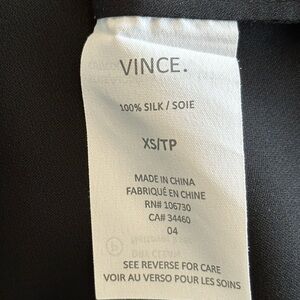 VINCE.
100% SILK / SOIE
XS/TP
MADE IN CHINA
FABRIQUÉ EN CHINE
RN# 106730
CA# 34460
04
SEE REVERSE FOR CARE
VOIR AU VERSO POUR LES SOINS